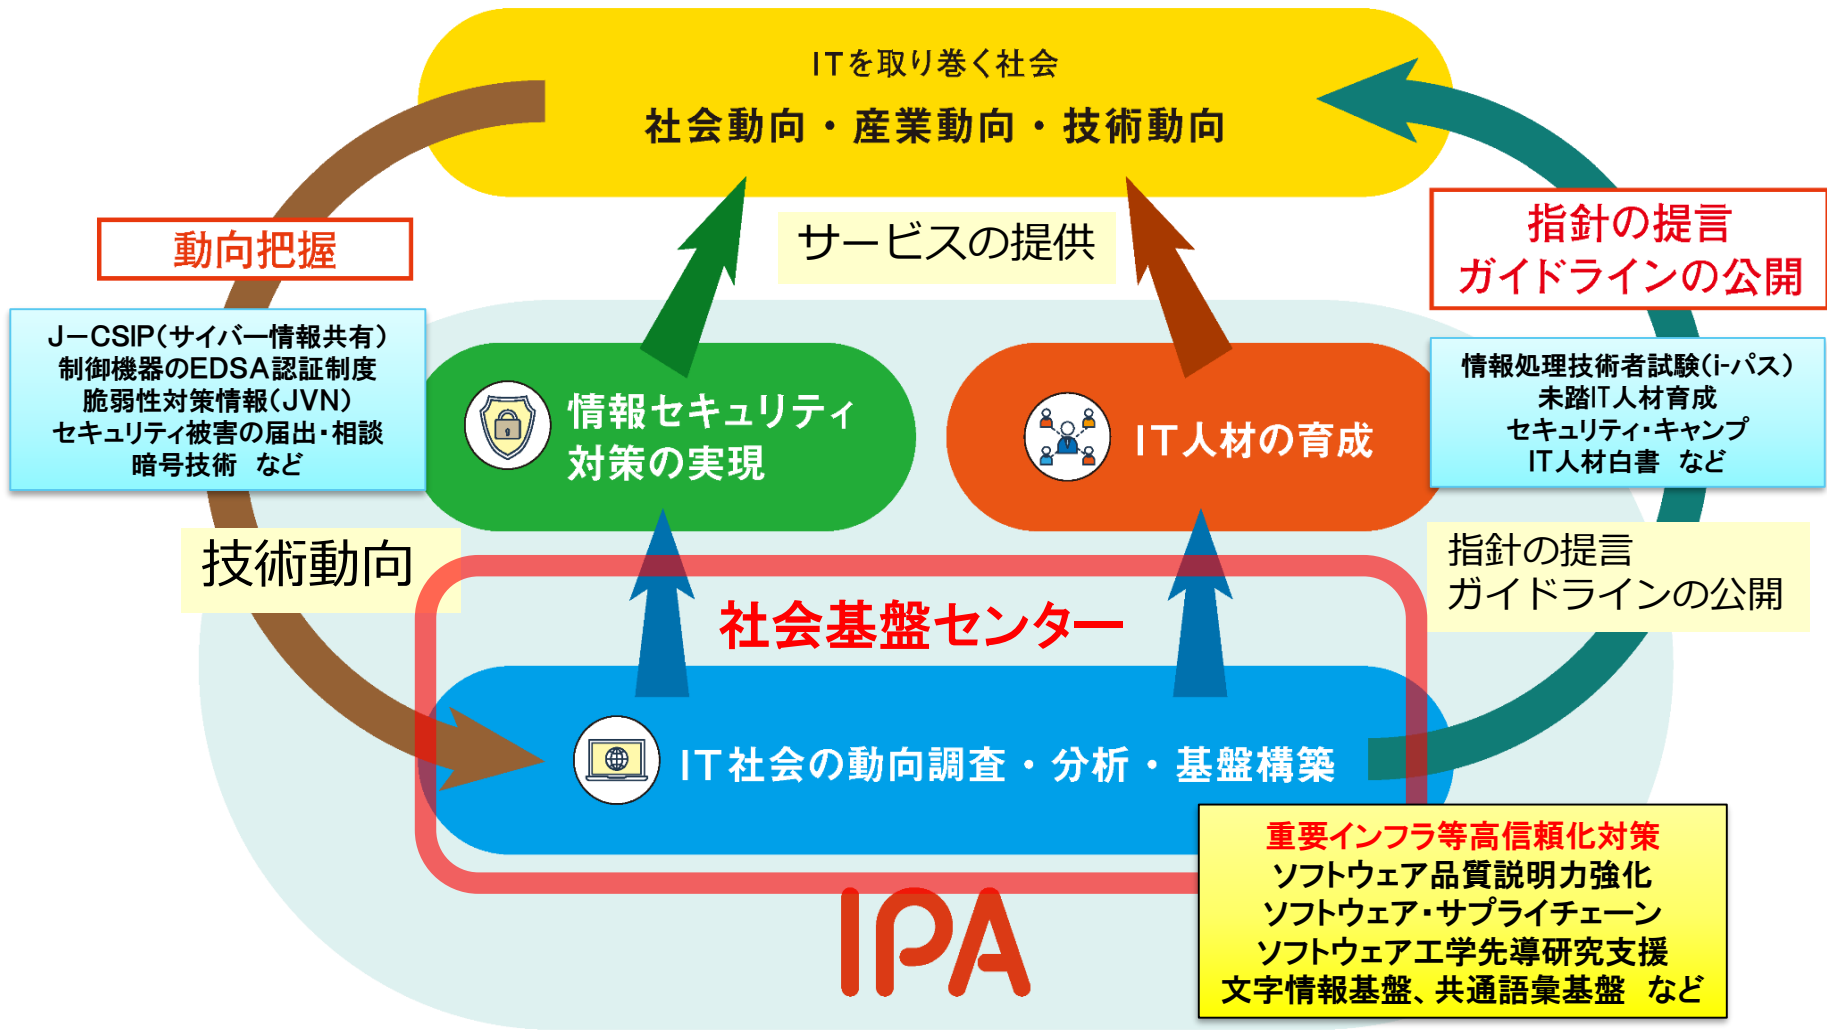 ITを取り巻く社会
社会動向・産業動向・技術動向
サービスの提供
動向把握
J－CSIP（サイバー情報共有）
制御機器のEDSA認証制度
脆弱性対策情報（JVN）
セキュリティ被害の届出・相談
暗号技術　など
技術動向
情報セキュリティ
対策の実現
IT人材の育成
指針の提言
ガイドラインの公開
情報処理技術者試験（i-パス）
未踏IT人材育成
セキュリティ・キャンプ
IT人材白書　など
指針の提言
ガイドラインの公開
社会基盤センター
IT社会の動向調査・分析・基盤構築
重要インフラ等高信頼化対策
ソフトウェア品質説明力強化
ソフトウェア・サプライチェーン
ソフトウェア工学先導研究支援
文字情報基盤、共通語彙基盤　など
IPA